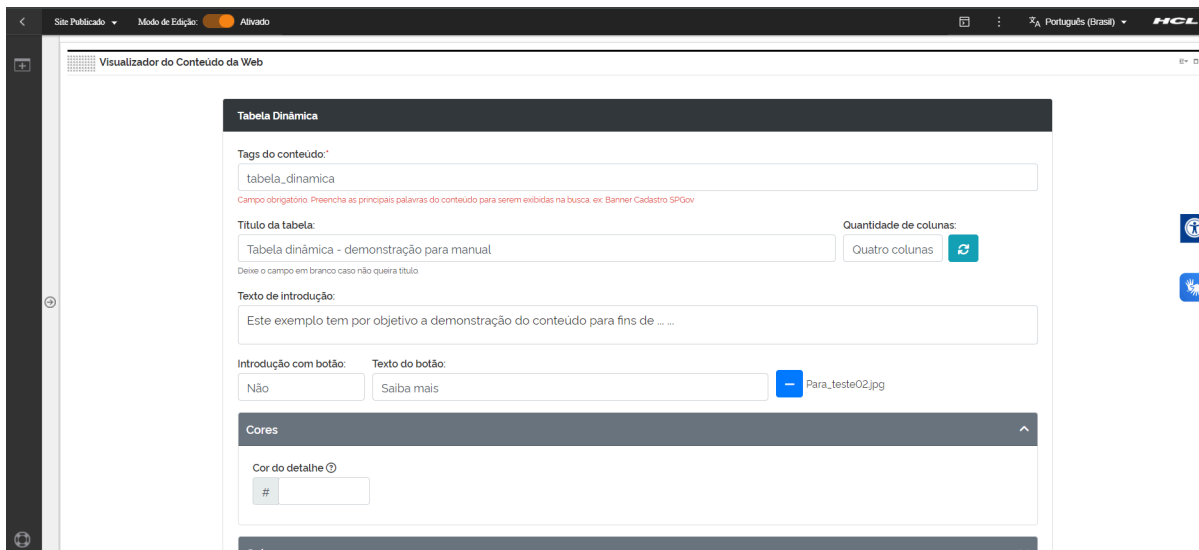 Site Publicado
Modo de Edição:
Ativado
Português (Brasil)
HCL
Visualizador do Conteúdo da Web
Tabela Dinâmica
Tags do conteúdo:*
tabela_dinamica
Campo obrigatório. Preencha as principais palavras do conteúdo para serem exibidas na busca. ex: Banner Cadastro SPGov
Título da tabela:
Quantidade de colunas:
Tabela dinâmica - demonstração para manual
Quatro colunas
Deixe o campo em branco caso não queira título.
Texto de introdução:
Este exemplo tem por objetivo a demonstração do conteúdo para fins de ... ...
Introdução com botão:
Texto do botão:
Não
Saiba mais
Para_teste02.jpg
Cores
Cor do detalhe
#